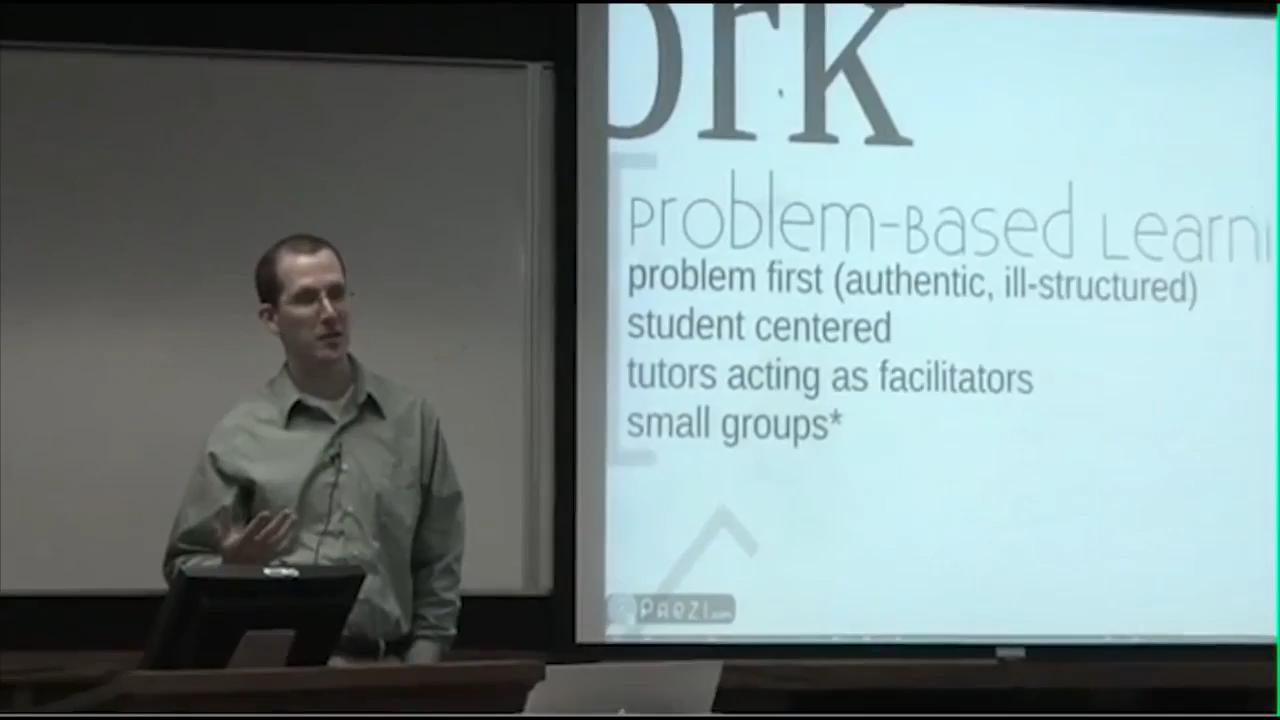 ork
Problem-Based Learni
problem first (authentic, ill-structured)
student centered
tutors acting as facilitators
small groups*
PREZI.com